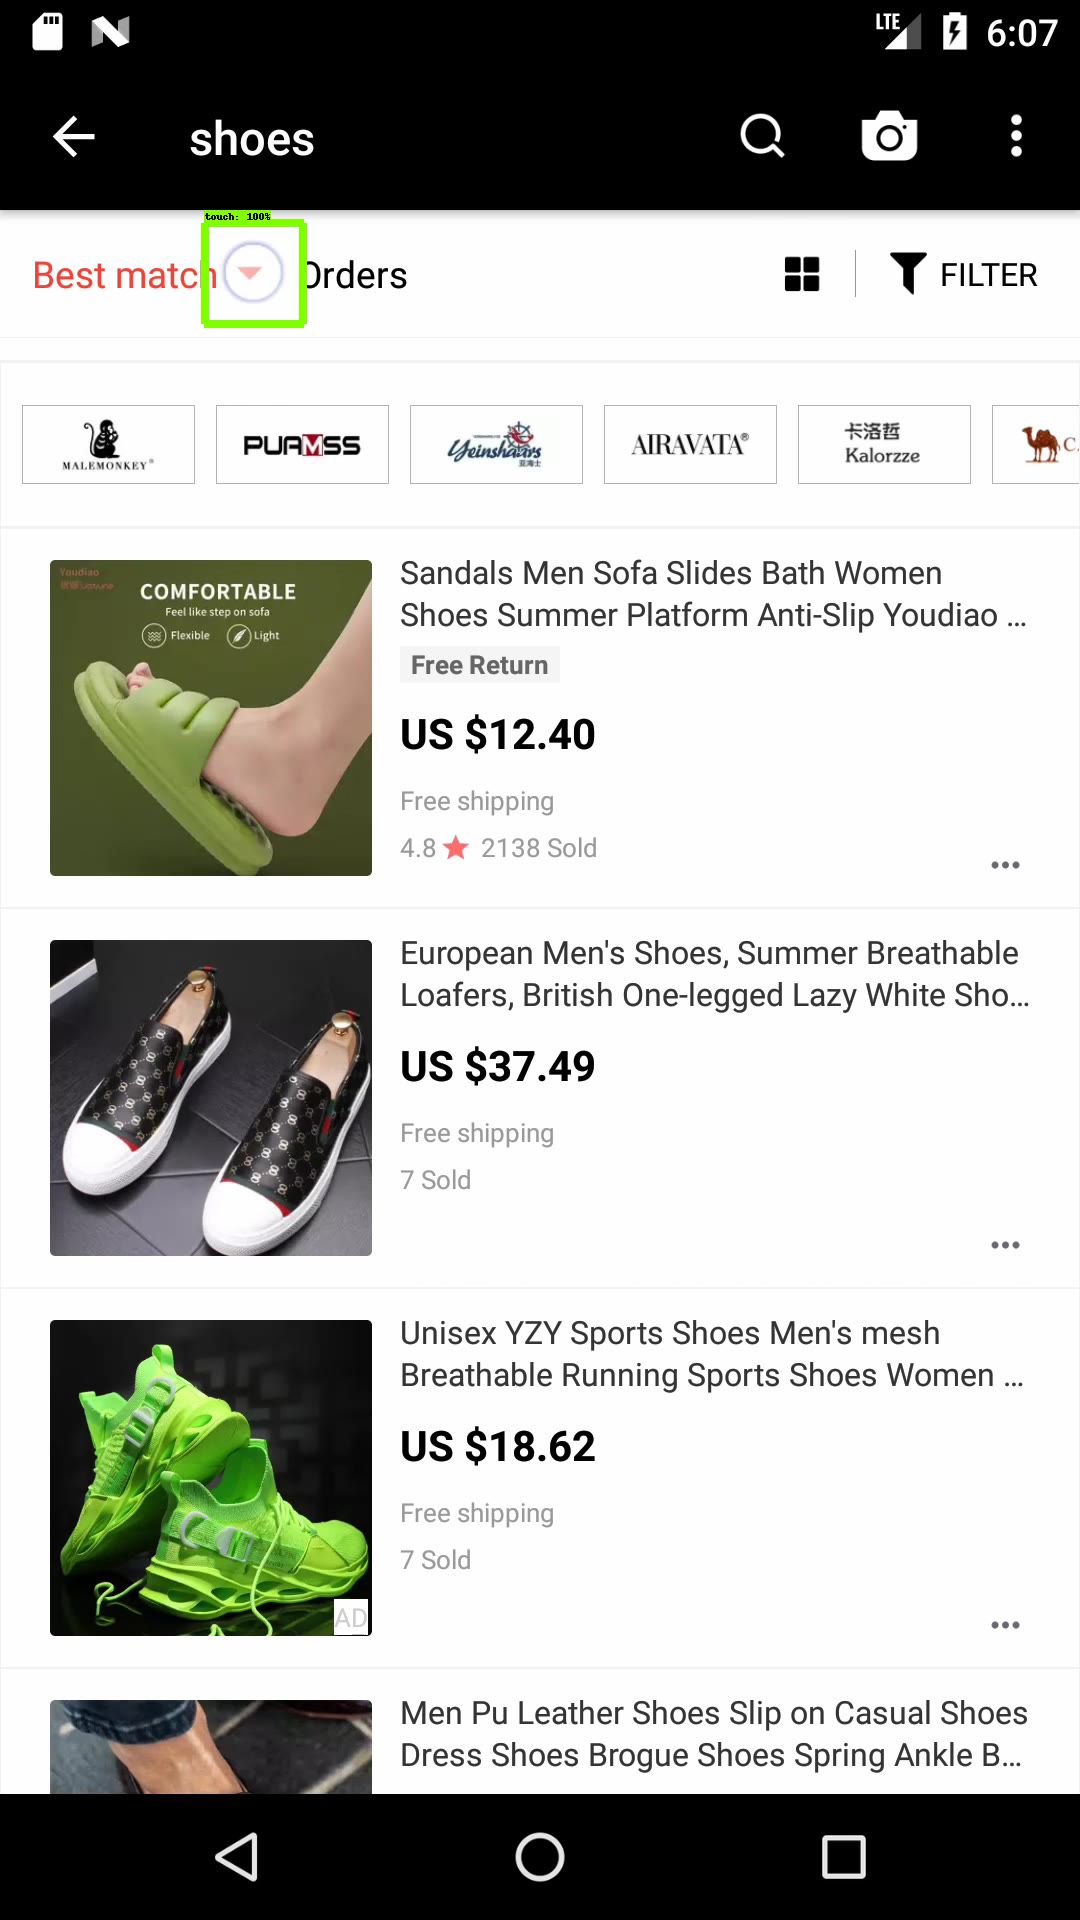 LTE 6:07
shoes
touch: 100%
Best match Orders FILTER
MALEMONKEY®
PUAMSS
Yeinshaars
亚海士
AIRAVATA®
卡洛哲
Kalorzze
C
Youdiao
COMFORTABLE
Feel like step on sofa
Flexible Light
Sandals Men Sofa Slides Bath Women
Shoes Summer Platform Anti-Slip Youdiao ...
Free Return
US $12.40
Free shipping
4.8 2138 Sold
European Men's Shoes, Summer Breathable
Loafers, British One-legged Lazy White Sho...
US $37.49
Free shipping
7 Sold
Unisex YZY Sports Shoes Men's mesh
Breathable Running Sports Shoes Women ...
US $18.62
Free shipping
7 Sold
AD
Men Pu Leather Shoes Slip on Casual Shoes
Dress Shoes Brogue Shoes Spring Ankle B...